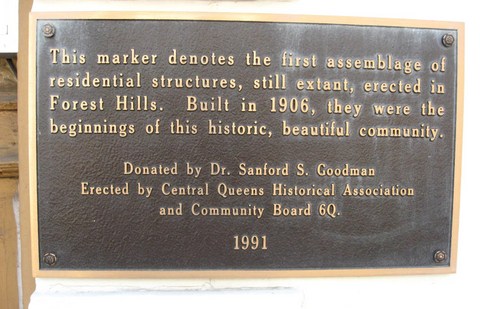 This marker denotes the first assemblage of
residential structures, still extant, erected in
Forest Hills. Built in 1906, they were the
beginnings of this historic, beautiful community.
Donated by Dr. Sanford S. Goodman
Erected by Central Queens Historical Association
and Community Board 6Q.
1991